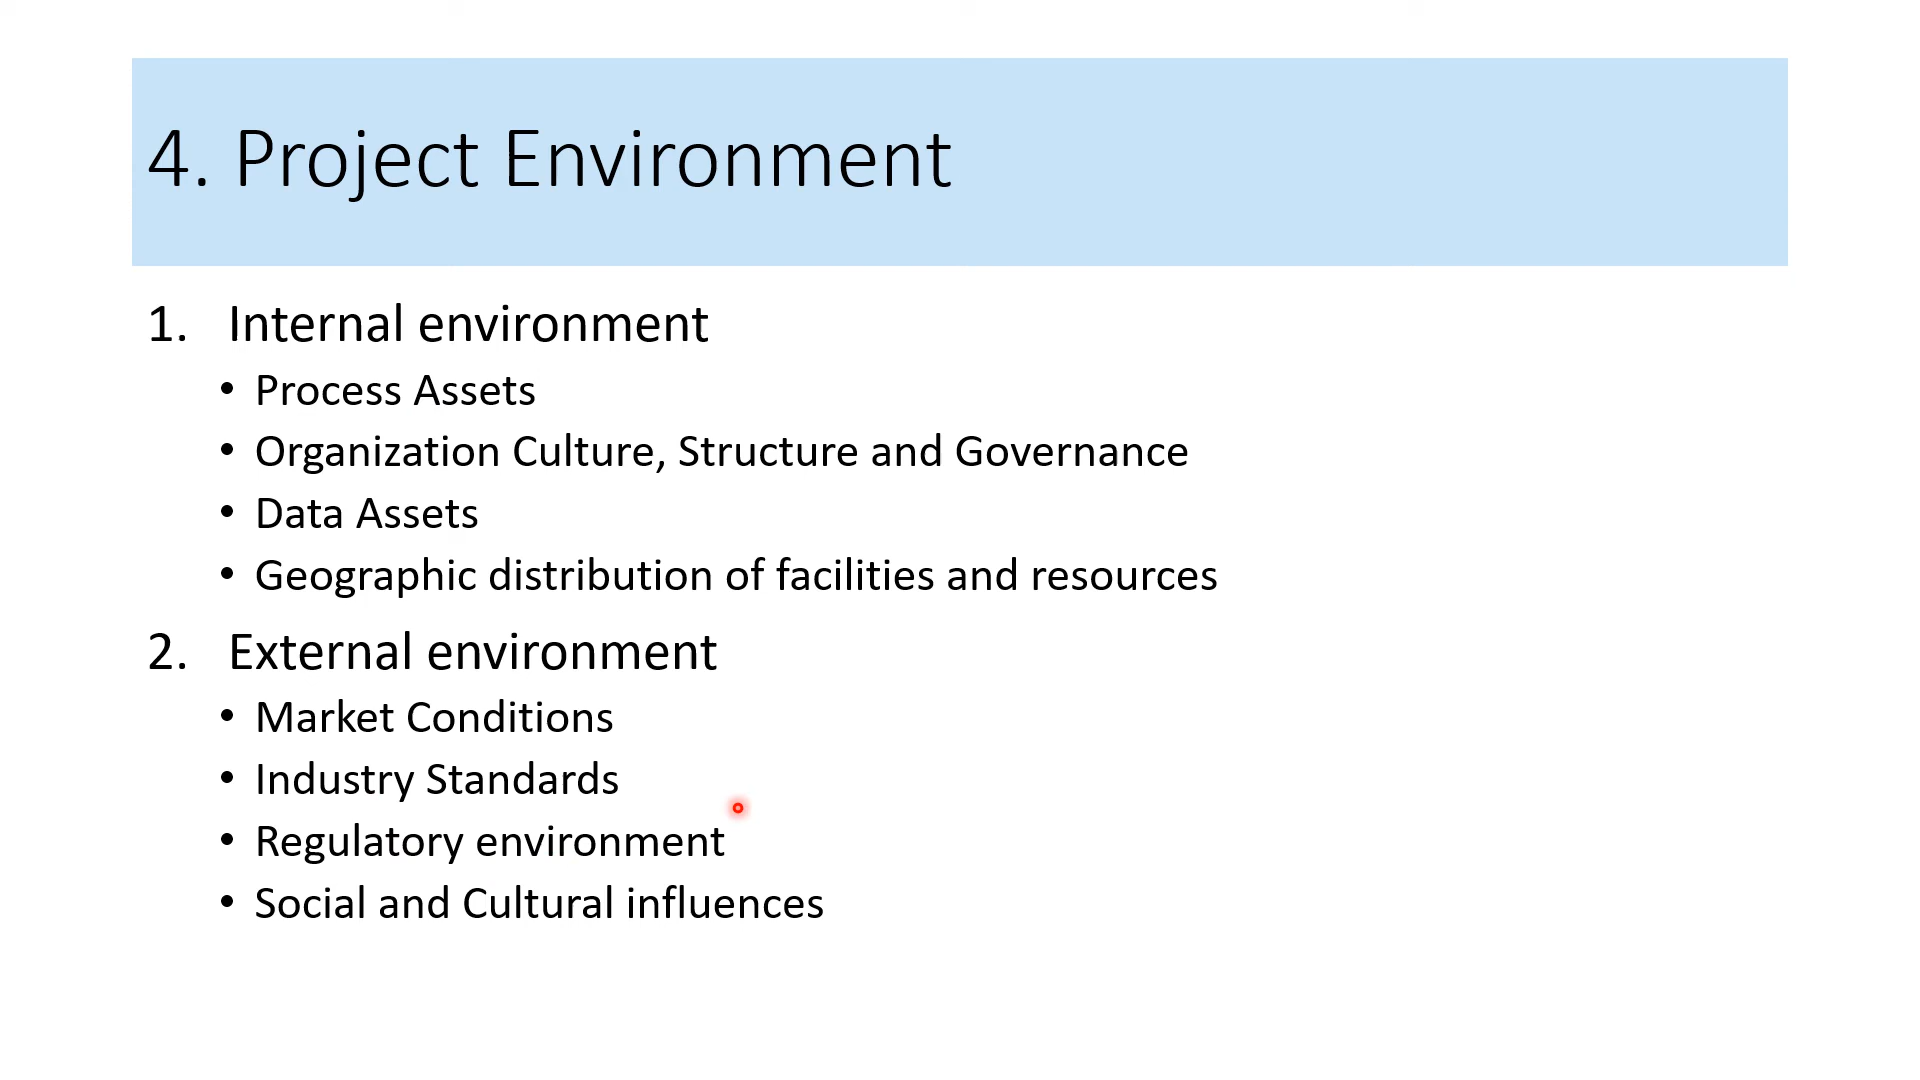 4. Project Environment
1. Internal environment
• Process Assets
• Organization Culture, Structure and Governance
• Data Assets
• Geographic distribution of facilities and resources
2. External environment
• Market Conditions
• Industry Standards
• Regulatory environment
• Social and Cultural influences